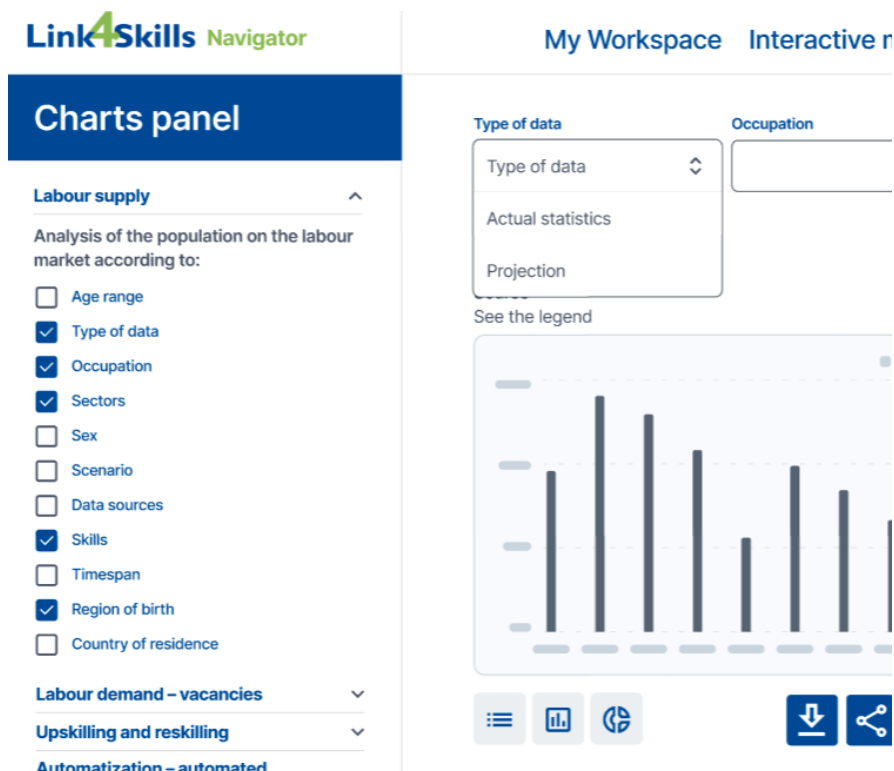 Link4Skills Navigator
My Workspace Interactive
Charts panel
Type of data Occupation
Type of data
Actual statistics
Projection
See the legend
Labour supply
Analysis of the population on the labour
market according to:
Age range
Type of data
Occupation
Sectors
Sex
Scenario
Data sources
Skills
Timespan
Region of birth
Country of residence
Labour demand – vacancies
Upskilling and reskilling
Automatization – automated